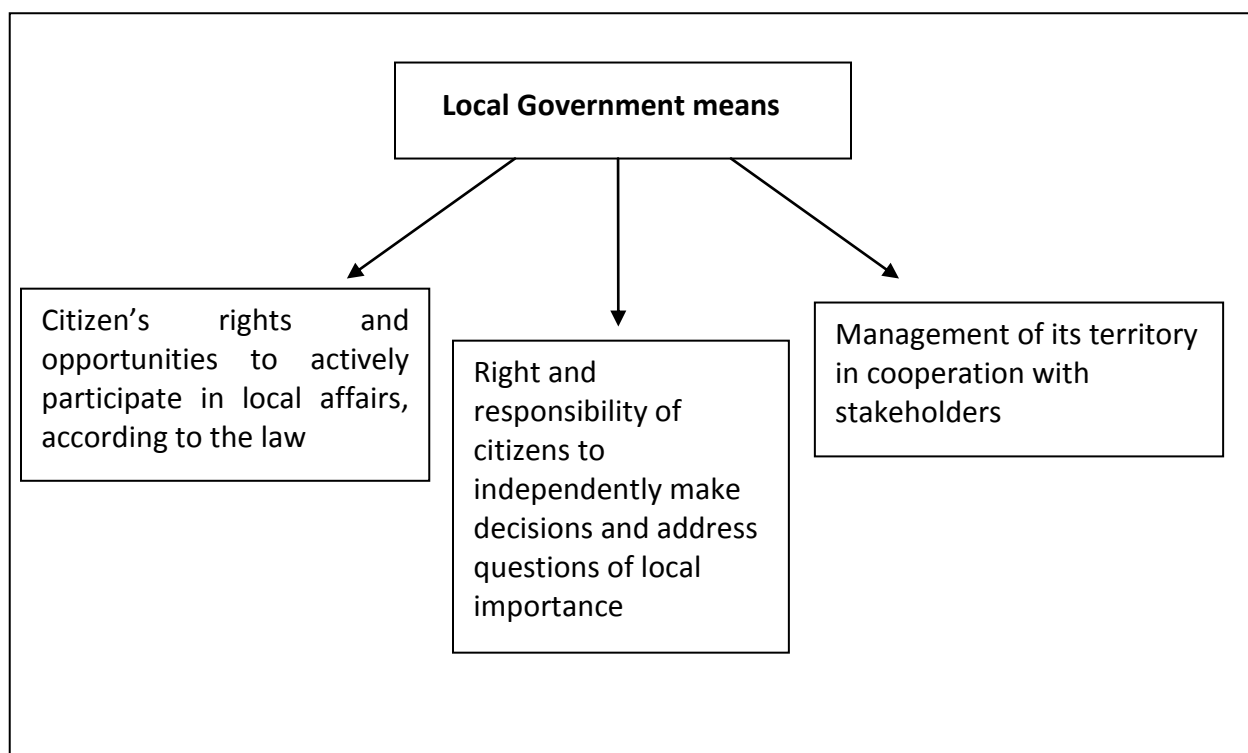 Local Government means
Citizen’s rights and
opportunities to actively
participate in local affairs,
according to the law
Right and
responsibility of
citizens to
independently make
decisions and address
questions of local
importance
Management of its territory
in cooperation with
stakeholders